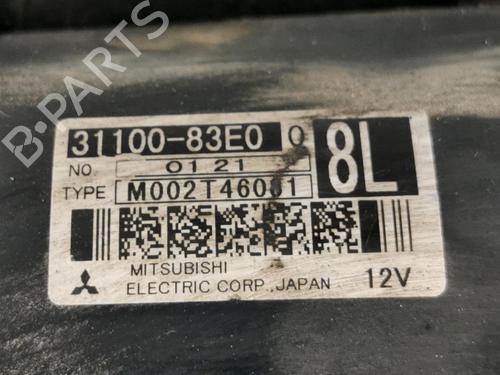 B-PARTS
31100-83E0 0
8L
NO. 0121
TYPE M002T46081
MITSUBISHI
ELECTRIC CORP., JAPAN 12V